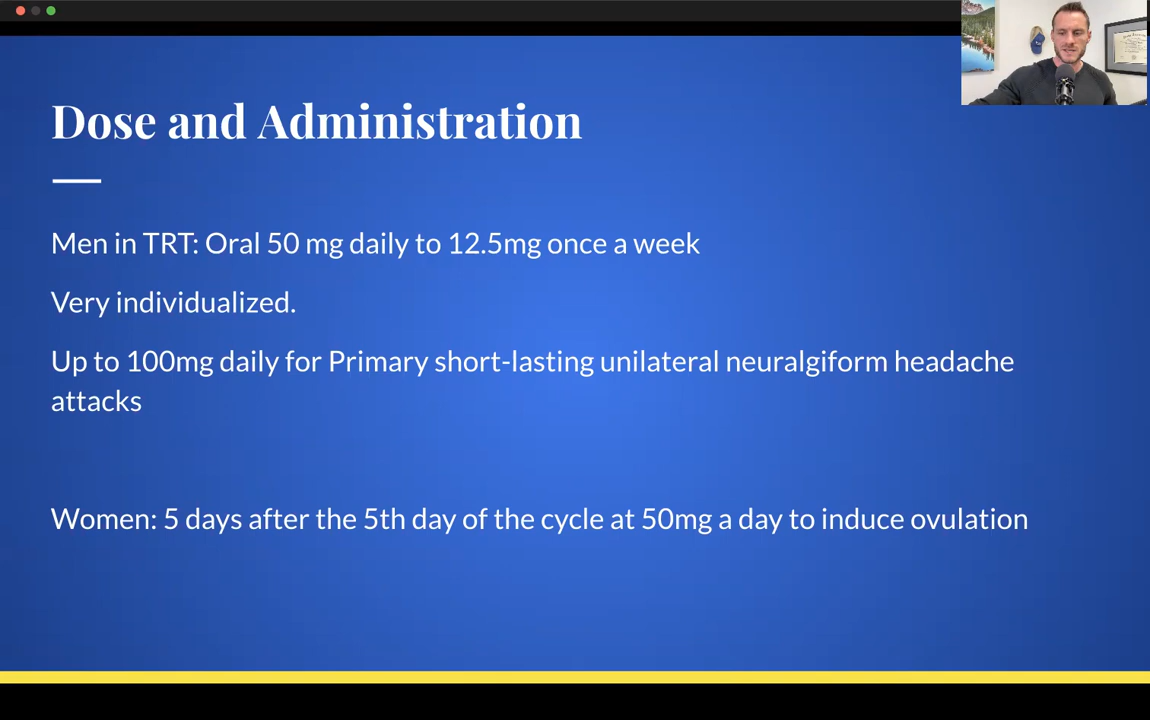 Dose and Administration
Men in TRT: Oral 50 mg daily to 12.5mg once a week
Very individualized.
Up to 100mg daily for Primary short-lasting unilateral neuralgiform headache
attacks
Women: 5 days after the 5th day of the cycle at 50mg a day to induce ovulation